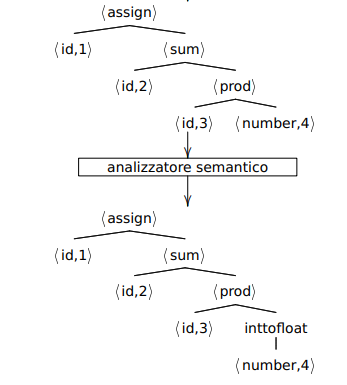 ⟨assign⟩
⟨id,1⟩ ⟨sum⟩
⟨id,2⟩ ⟨prod⟩
⟨id,3⟩ ⟨number,4⟩
analizzatore semantico
⟨assign⟩
⟨id,1⟩ ⟨sum⟩
⟨id,2⟩ ⟨prod⟩
⟨id,3⟩ inttofloat
⟨number,4⟩